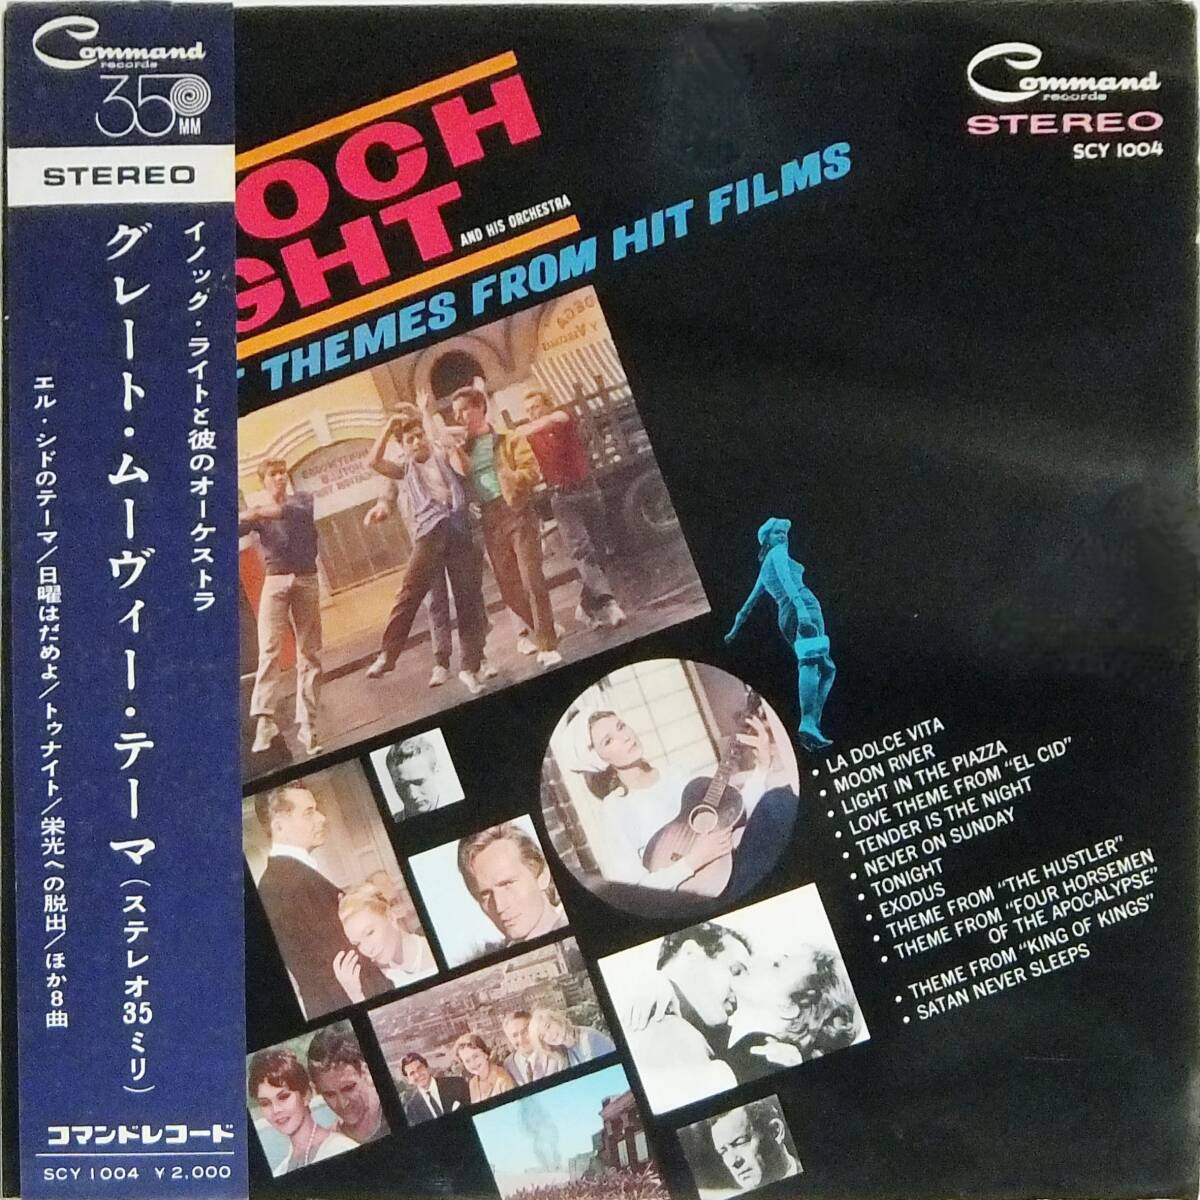 Command
records
35
MM
STEREO
イノック・ライトと彼のオーケストラ
グレート・ムーヴィー・テーマ(ステレオ35ミリ)
エル・シドのテーマ/日曜はだめよ/トゥナイト/栄光への脱出/ほか8曲
コマンドレコード
SCY 1004 ¥2,000
OCH
GHT
AND HIS ORCHESTRA
T THEMES FROM HIT FILMS
Command
records
STEREO
SCY 1004
• LA DOLCE VITA
• MOON RIVER
• LIGHT IN THE PIAZZA
• LOVE THEME FROM "EL CID"
• TENDER IS THE NIGHT
• NEVER ON SUNDAY
• TONIGHT
• EXODUS
• THEME FROM "THE HUSTLER"
• THEME FROM "FOUR HORSEMEN
OF THE APOCALYPSE"
• THEME FROM "KING OF KINGS"
• SATAN NEVER SLEEPS